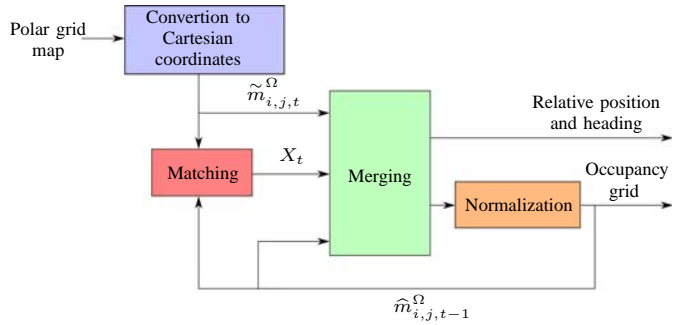 Polar grid
map
Convertion to
Cartesian
coordinates
m̃^Ω_{i,j,t}
Relative position
and heading
Matching
X_t
Merging
Normalization
Occupancy
grid
m̂^Ω_{i,j,t−1}